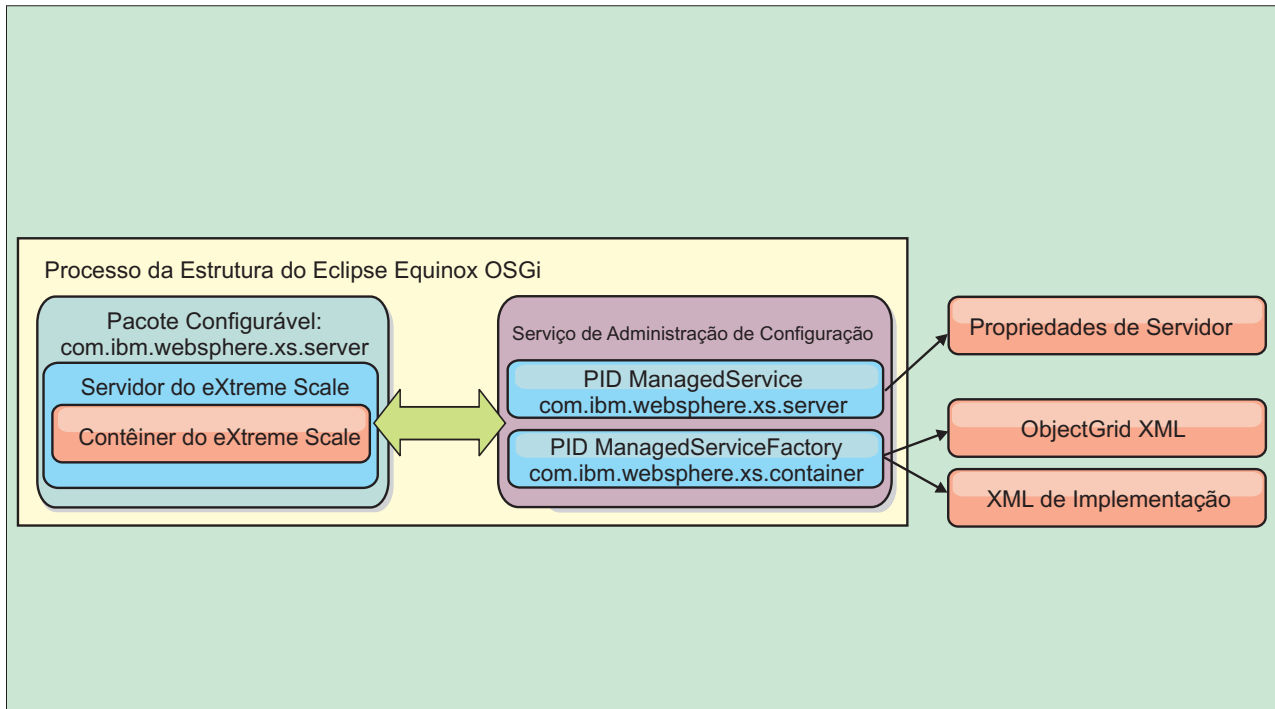 Processo da Estrutura do Eclipse Equinox OSGi
Pacote Configurável:
com.ibm.websphere.xs.server
Servidor do eXtreme Scale
Contêiner do eXtreme Scale
Serviço de Administração de Configuração
PID ManagedService
com.ibm.websphere.xs.server
PID ManagedServiceFactory
com.ibm.websphere.xs.container
Propriedades de Servidor
ObjectGrid XML
XML de Implementação